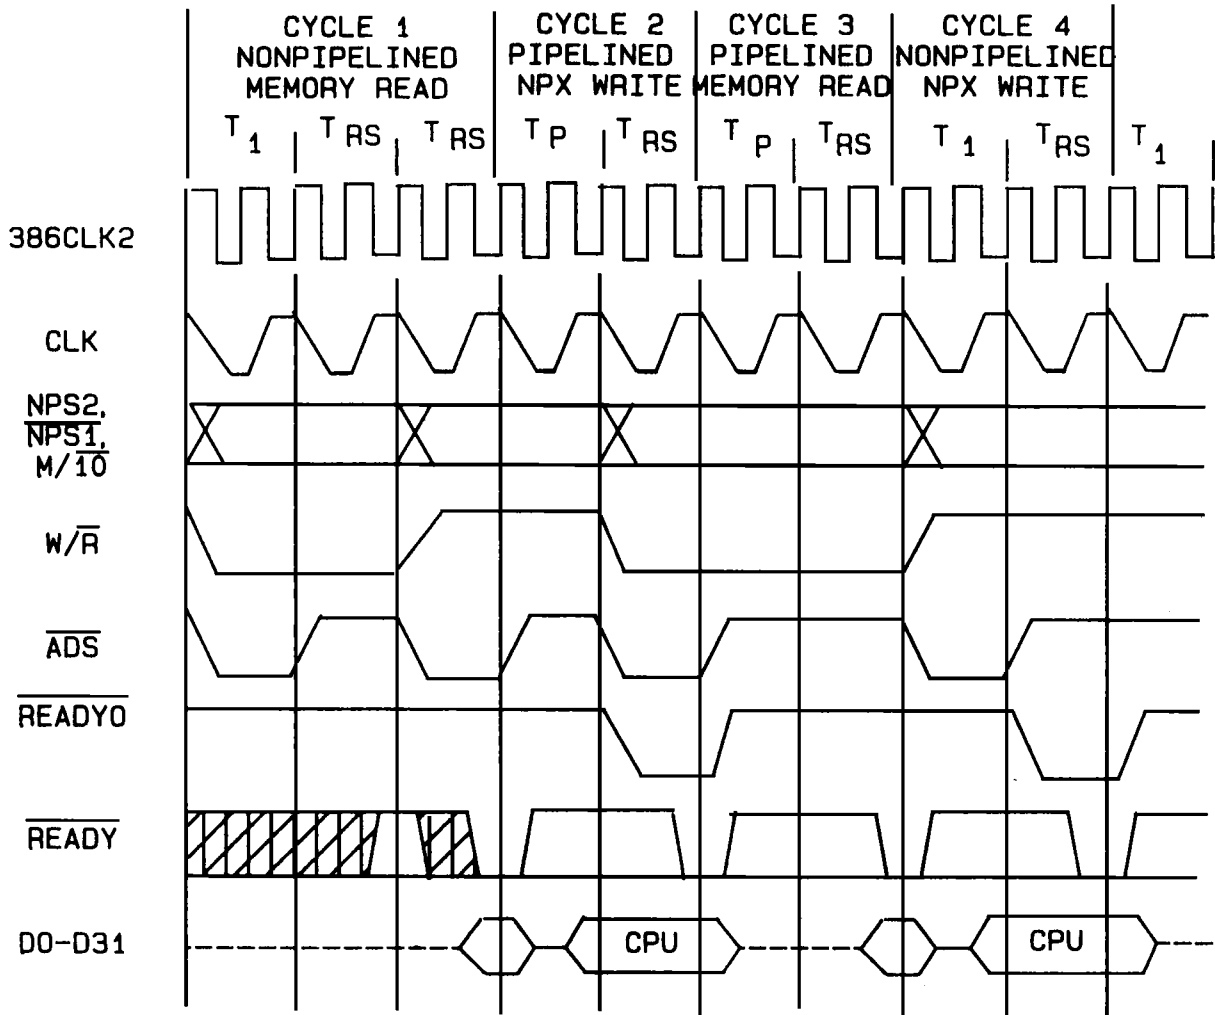 CYCLE 1
NONPIPELINED
MEMORY READ
CYCLE 2
PIPELINED
NPX WRITE
CYCLE 3
PIPELINED
MEMORY READ
CYCLE 4
NONPIPELINED
NPX WRITE
T1 TRS TRS TP TRS TP TRS T1 TRS T1
386CLK2
CLK
NPS2,
NPS1,
M/10
W/R
ADS
READYO
READY
DO-D31
CPU
CPU